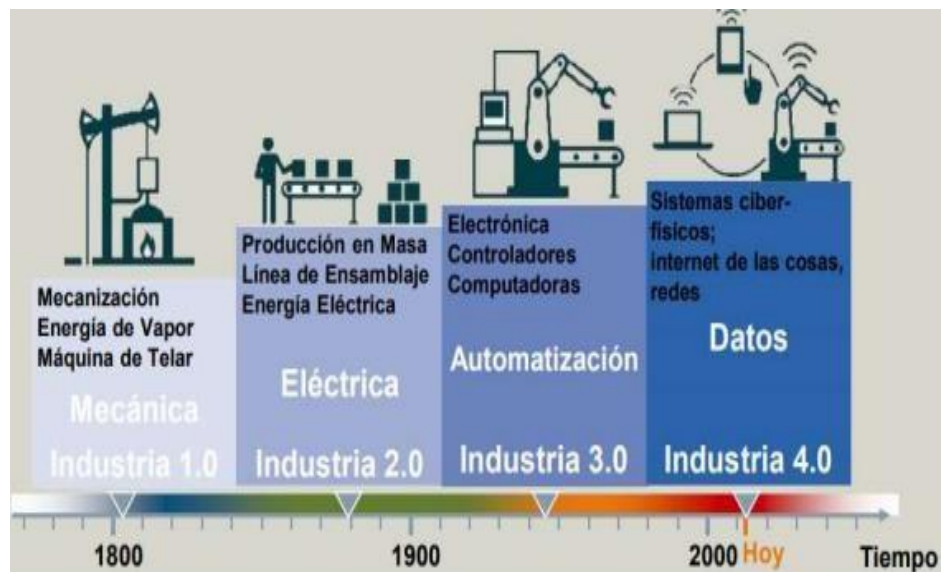 Mecanización
Energía de Vapor
Máquina de Telar
Mecánica
Industria 1.0
Producción en Masa
Línea de Ensamblaje
Energía Eléctrica
Eléctrica
Industria 2.0
Electrónica
Controladores
Computadoras
Automatización
Industria 3.0
Sistemas ciber-
físicos;
internet de las cosas,
redes
Datos
Industria 4.0
1800
1900
2000 Hoy
Tiempo